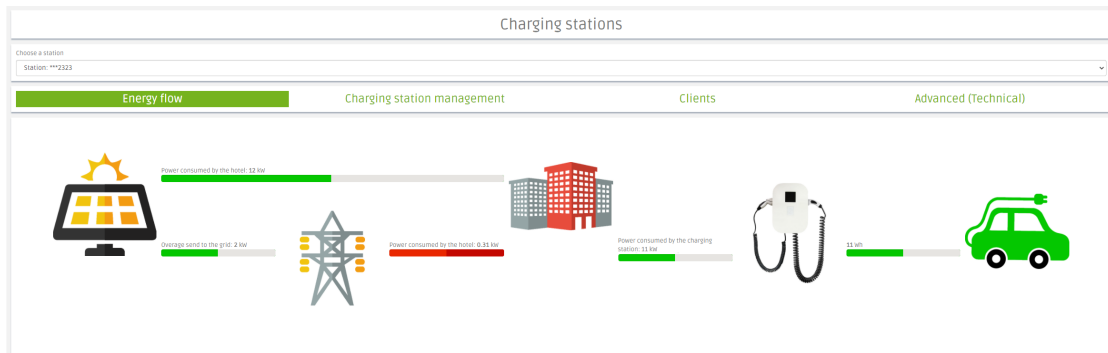 Charging stations
Choose a station
Station: ***2323
Energy flow
Charging station management
Clients
Advanced (Technical)
Power consumed by the hotel: 12 kW
Overage send to the grid: 2 kW
Power consumed by the hotel: 0.31 kW
Power consumed by the charging
station: 11 kW
11 Wh